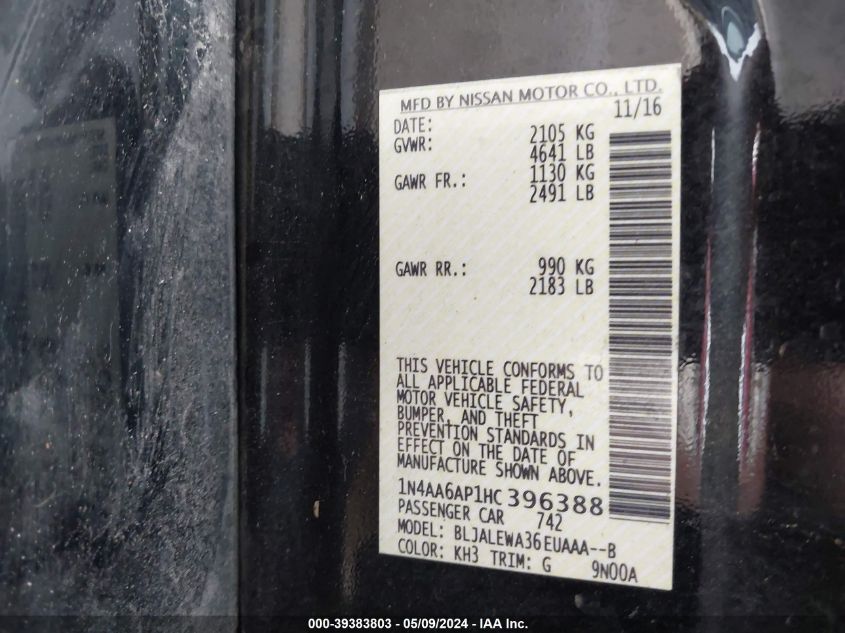 MFD BY NISSAN MOTOR CO., LTD.
DATE: 11/16
GVWR: 2105 KG
4641 LB
GAWR FR.: 1130 KG
2491 LB
GAWR RR.: 990 KG
2183 LB
THIS VEHICLE CONFORMS TO
ALL APPLICABLE FEDERAL
MOTOR VEHICLE SAFETY,
BUMPER, AND THEFT
PREVENTION STANDARDS IN
EFFECT ON THE DATE OF
MANUFACTURE SHOWN ABOVE.
1N4AA6AP1HC396388
PASSENGER CAR 742
MODEL: BLJALEWA36EUAAA--B
COLOR: KH3 TRIM: G 9N00A
000-39383803 - 05/09/2024 - IAA Inc.